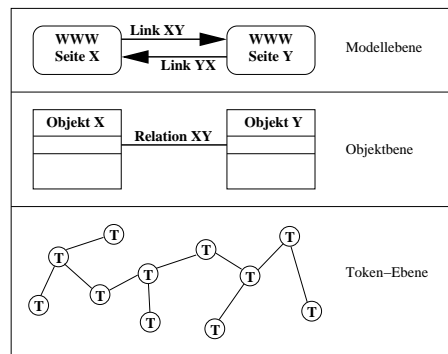 Link XY
WWW
Seite X
WWW
Seite Y
Link YX
Modellebene
Objekt X
Objekt Y
Relation XY
Objektbene
T
T
T
T
T
T
T
T
T
T
T
Token−Ebene